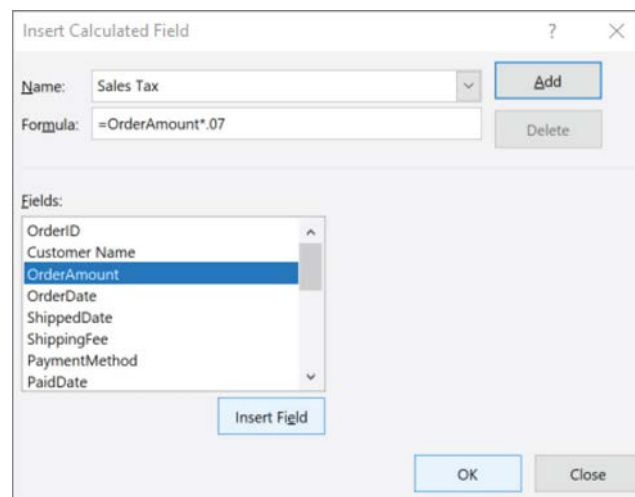 Insert Calculated Field ?
Name: Sales Tax Add
Formula: =OrderAmount*.07 Delete
Fields:
OrderID
Customer Name
OrderAmount
OrderDate
ShippedDate
ShippingFee
PaymentMethod
PaidDate
Insert Field
OK Close